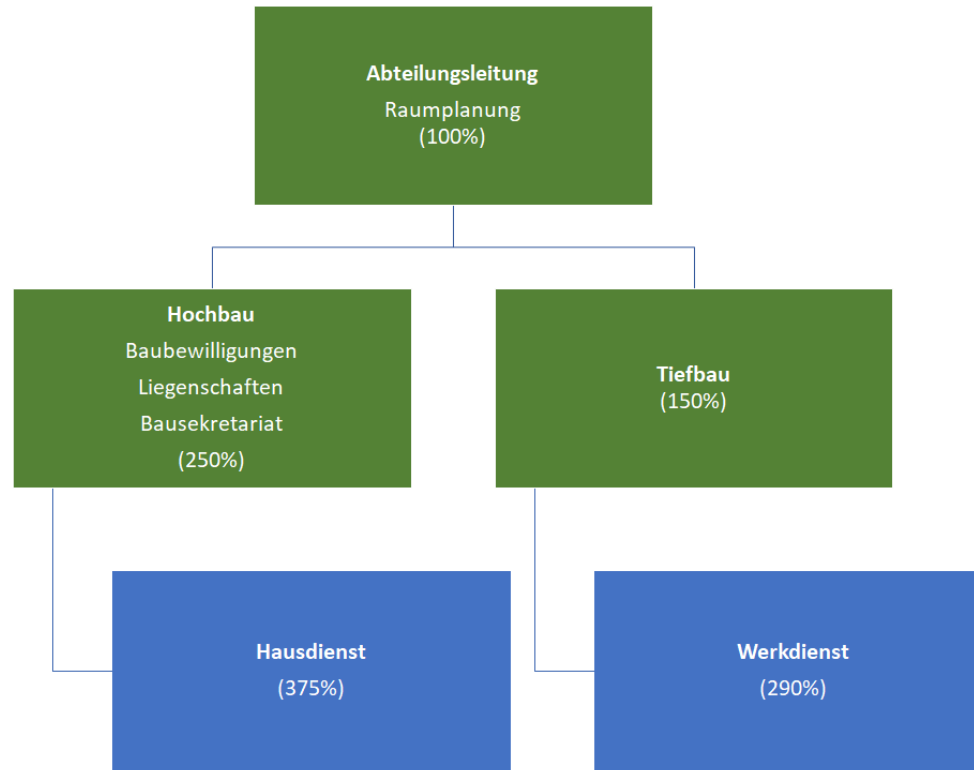 Abteilungsleitung
Raumplanung
(100%)
Hochbau
Baubewilligungen
Liegenschaften
Bausekretariat
(250%)
Tiefbau
(150%)
Hausdienst
(375%)
Werkdienst
(290%)